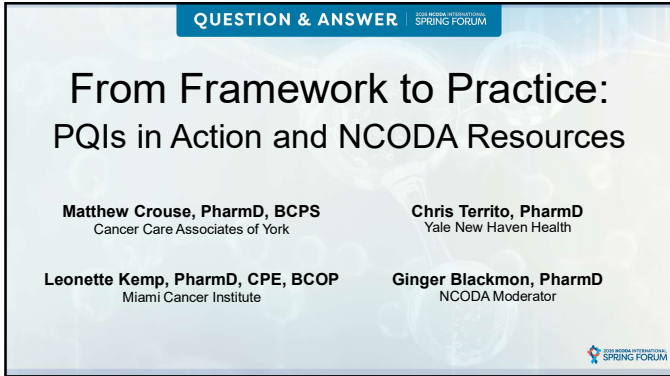 QUESTION & ANSWER
2026 NCODA INTERNATIONAL
SPRING FORUM
From Framework to Practice:
PQIs in Action and NCODA Resources
Matthew Crouse, PharmD, BCPS
Cancer Care Associates of York
Chris Territo, PharmD
Yale New Haven Health
Leonette Kemp, PharmD, CPE, BCOP
Miami Cancer Institute
Ginger Blackmon, PharmD
NCODA Moderator
2026 NCODA INTERNATIONAL
SPRING FORUM